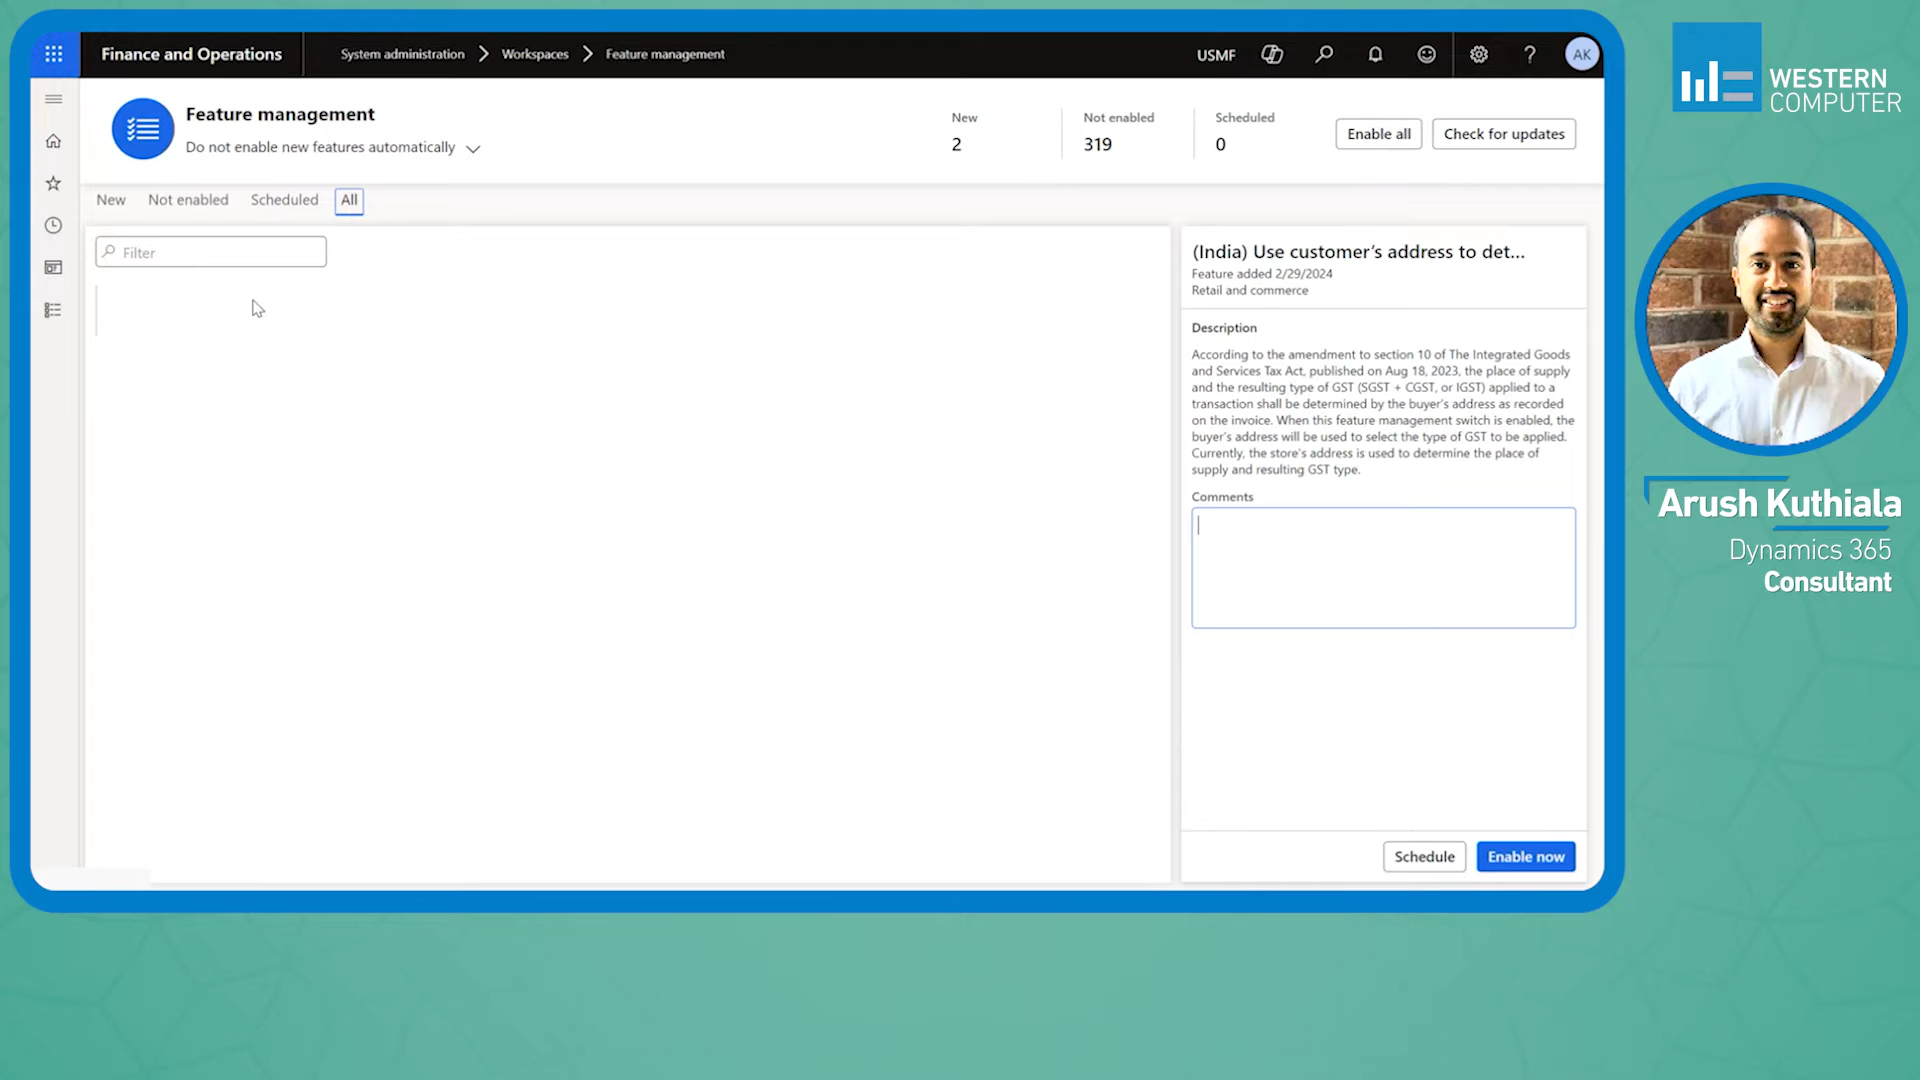 Finance and Operations
System administration
Workspaces
Feature management
USMF
AK
Feature management
Do not enable new features automatically
New
2
Not enabled
319
Scheduled
0
Enable all
Check for updates
New
Not enabled
Scheduled
All
Filter
(India) Use customer's address to det...
Feature added 2/29/2024
Retail and commerce
Description
According to the amendment to section 10 of The Integrated Goods
and Services Tax Act, published on Aug 18, 2023, the place of supply
and the resulting type of GST (SGST + CGST, or IGST) applied to a
transaction shall be determined by the buyer's address as recorded
on the invoice. When this feature management switch is enabled, the
buyer's address will be used to select the type of GST to be applied.
Currently, the store's address is used to determine the place of
supply and resulting GST type.
Comments
Schedule
Enable now
WESTERN
COMPUTER
Arush Kuthiala
Dynamics 365
Consultant